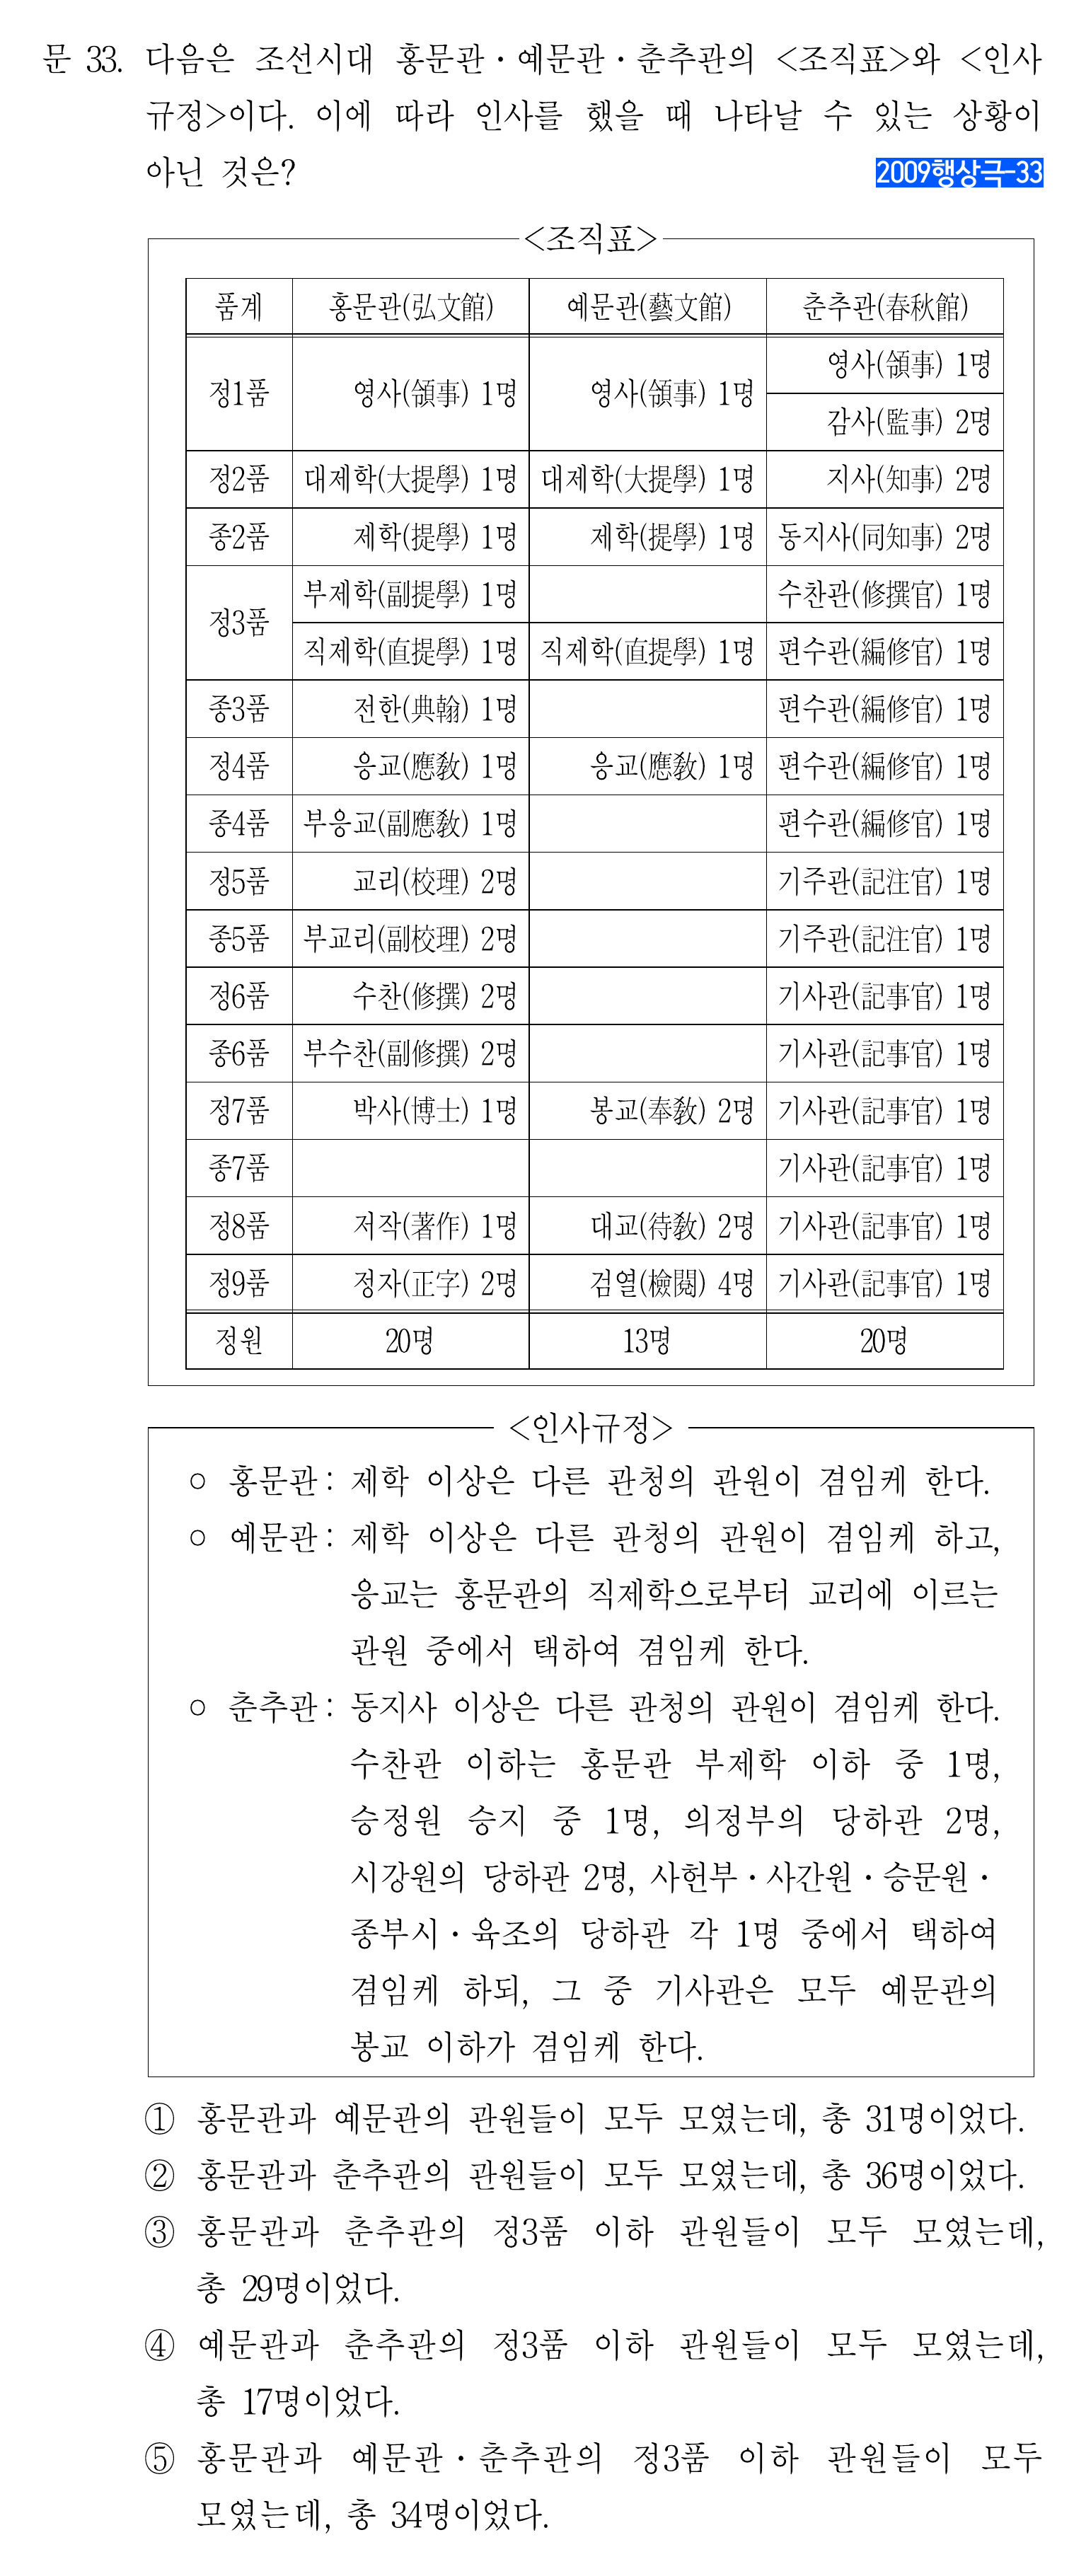 문 33. 다음은 조선시대 홍문관·예문관·춘추관의 <조직표>와 <인사
규정>이다. 이에 따라 인사를 했을 때 나타날 수 있는 상황이
아닌 것은?
2009행상극-33
<조직표>
품계 홍문관(弘文館) 예문관(藝文館) 춘추관(春秋館)
정1품 영사(領事) 1명 영사(領事) 1명 영사(領事) 1명
감사(監事) 2명
정2품 대제학(大提學) 1명 대제학(大提學) 1명 지사(知事) 2명
종2품 제학(提學) 1명 제학(提學) 1명 동지사(同知事) 2명
정3품 부제학(副提學) 1명 수찬관(修撰官) 1명
직제학(直提學) 1명 직제학(直提學) 1명 편수관(編修官) 1명
종3품 전한(典翰) 1명 편수관(編修官) 1명
정4품 응교(應敎) 1명 응교(應敎) 1명 편수관(編修官) 1명
종4품 부응교(副應敎) 1명 편수관(編修官) 1명
정5품 교리(校理) 2명 기주관(記注官) 1명
종5품 부교리(副校理) 2명 기주관(記注官) 1명
정6품 수찬(修撰) 2명 기사관(記事官) 1명
종6품 부수찬(副修撰) 2명 기사관(記事官) 1명
정7품 박사(博士) 1명 봉교(奉敎) 2명 기사관(記事官) 1명
종7품 기사관(記事官) 1명
정8품 저작(著作) 1명 대교(待敎) 2명 기사관(記事官) 1명
정9품 정자(正字) 2명 검열(檢閱) 4명 기사관(記事官) 1명
정원 20명 13명 20명
<인사규정>
○ 홍문관: 제학 이상은 다른 관청의 관원이 겸임케 한다.
○ 예문관: 제학 이상은 다른 관청의 관원이 겸임케 하고,
응교는 홍문관의 직제학으로부터 교리에 이르는
관원 중에서 택하여 겸임케 한다.
○ 춘추관: 동지사 이상은 다른 관청의 관원이 겸임케 한다.
수찬관 이하는 홍문관 부제학 이하 중 1명,
승정원 승지 중 1명, 의정부의 당하관 2명,
시강원의 당하관 2명, 사헌부·사간원·승문원·
종부시·육조의 당하관 각 1명 중에서 택하여
겸임케 하되, 그 중 기사관은 모두 예문관의
봉교 이하가 겸임케 한다.
① 홍문관과 예문관의 관원들이 모두 모였는데, 총 31명이었다.
② 홍문관과 춘추관의 관원들이 모두 모였는데, 총 36명이었다.
③ 홍문관과 춘추관의 정3품 이하 관원들이 모두 모였는데,
총 29명이었다.
④ 예문관과 춘추관의 정3품 이하 관원들이 모두 모였는데,
총 17명이었다.
⑤ 홍문관과 예문관·춘추관의 정3품 이하 관원들이 모두
모였는데, 총 34명이었다.